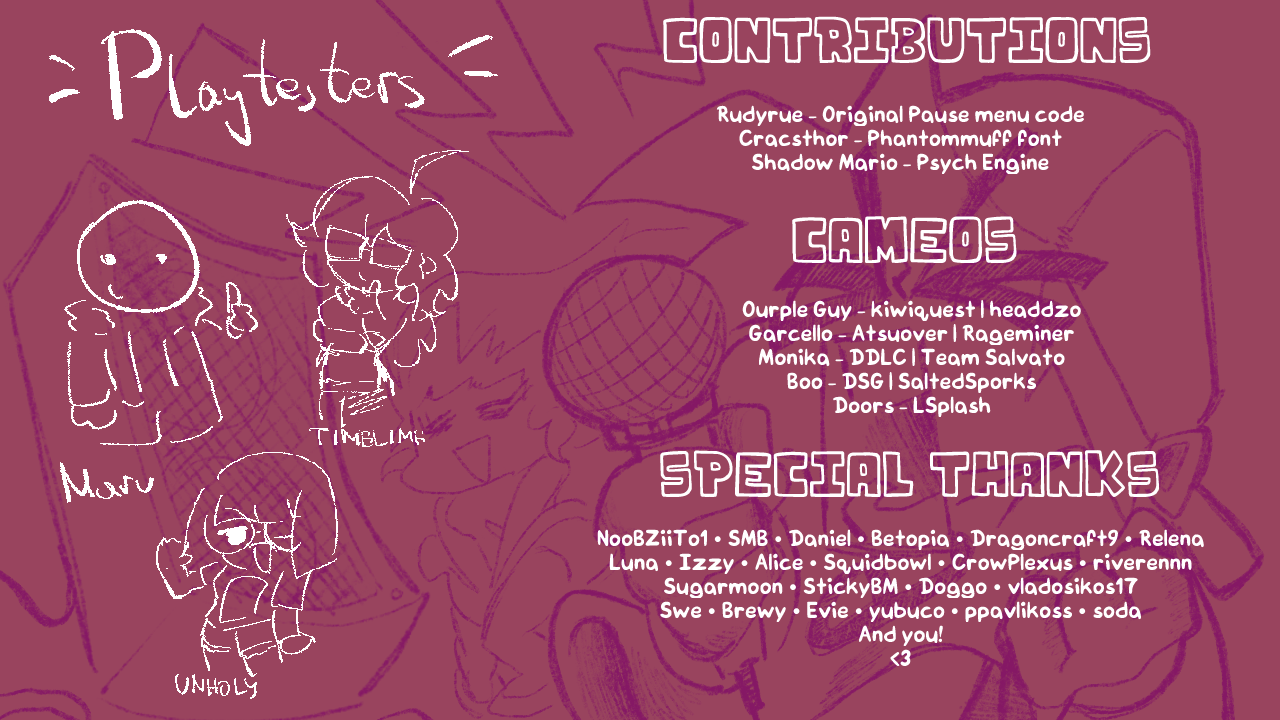 Playtesters
Maru
TIMBLIMB
UNHOLY
CONTRIBUTIONS
Rudyrue - Original Pause menu code
Cracsthor - Phantommuff font
Shadow Mario - Psych Engine
CAMEOS
Ourple Guy - kiwiquest | headdzo
Garcello - Atsuover | Rageminer
Monika - DDLC | Team Salvato
Boo - DSG | SaltedSporks
Doors - LSplash
SPECIAL THANKS
NooBZiiTo1 • SMB • Daniel • Betopia • Dragoncraft9 • Relena
Luna • Izzy • Alice • Squidbowl • CrowPlexus • riverennn
Sugarmoon • StickyBM • Doggo • vladosikos17
Swe • Brewy • Evie • yubuco • ppavlikoss • soda
And you!
<3